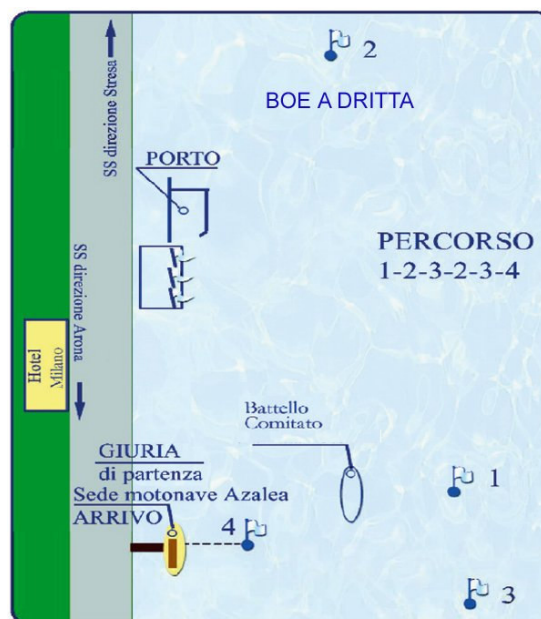 SS direzione Stresa
2
BOE A DRITTA
PORTO
PERCORSO
1-2-3-2-3-4
SS direzione Arona
Hotel
Milano
Battello
Comitato
GIURIA
di partenza
Sede motonave Azalea
ARRIVO
4
1
3